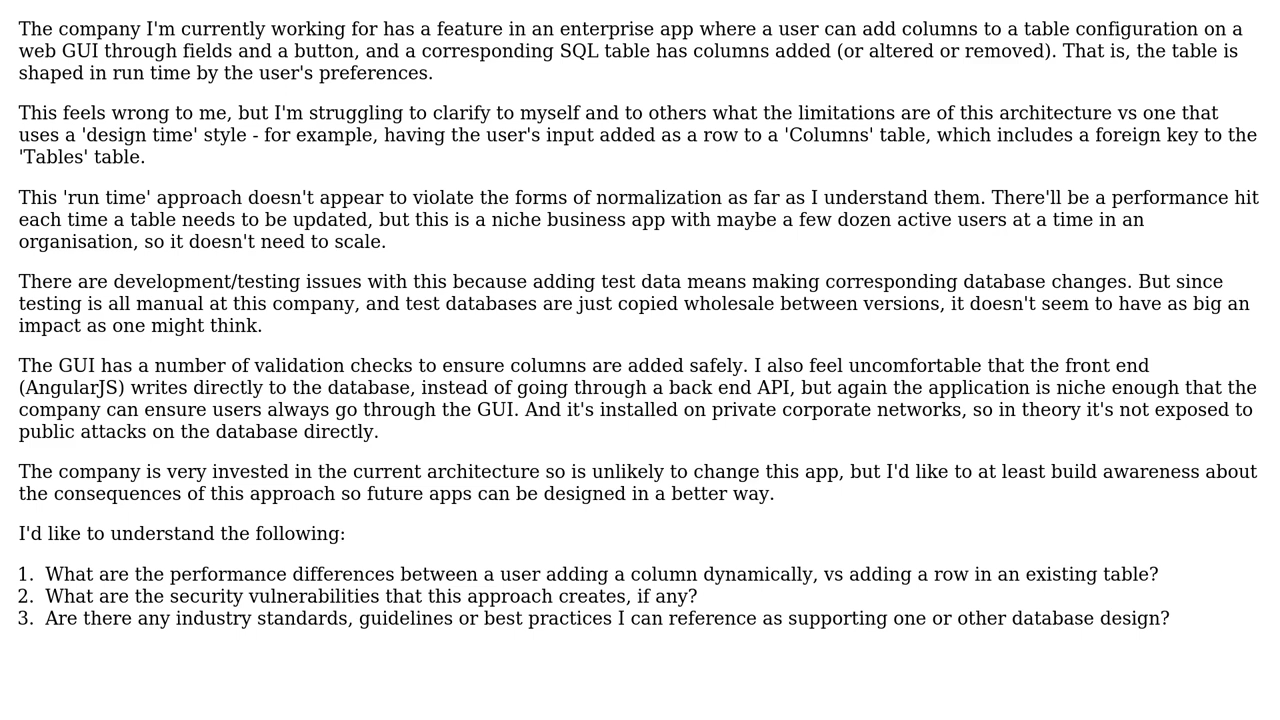 The company I'm currently working for has a feature in an enterprise app where a user can add columns to a table configuration on a
web GUI through fields and a button, and a corresponding SQL table has columns added (or altered or removed). That is, the table is
shaped in run time by the user's preferences.
This feels wrong to me, but I'm struggling to clarify to myself and to others what the limitations are of this architecture vs one that
uses a 'design time' style - for example, having the user's input added as a row to a 'Columns' table, which includes a foreign key to the
'Tables' table.
This 'run time' approach doesn't appear to violate the forms of normalization as far as I understand them. There'll be a performance hit
each time a table needs to be updated, but this is a niche business app with maybe a few dozen active users at a time in an
organisation, so it doesn't need to scale.
There are development/testing issues with this because adding test data means making corresponding database changes. But since
testing is all manual at this company, and test databases are just copied wholesale between versions, it doesn't seem to have as big an
impact as one might think.
The GUI has a number of validation checks to ensure columns are added safely. I also feel uncomfortable that the front end
(AngularJS) writes directly to the database, instead of going through a back end API, but again the application is niche enough that the
company can ensure users always go through the GUI. And it's installed on private corporate networks, so in theory it's not exposed to
public attacks on the database directly.
The company is very invested in the current architecture so is unlikely to change this app, but I'd like to at least build awareness about
the consequences of this approach so future apps can be designed in a better way.
I'd like to understand the following:
1. What are the performance differences between a user adding a column dynamically, vs adding a row in an existing table?
2. What are the security vulnerabilities that this approach creates, if any?
3. Are there any industry standards, guidelines or best practices I can reference as supporting one or other database design?